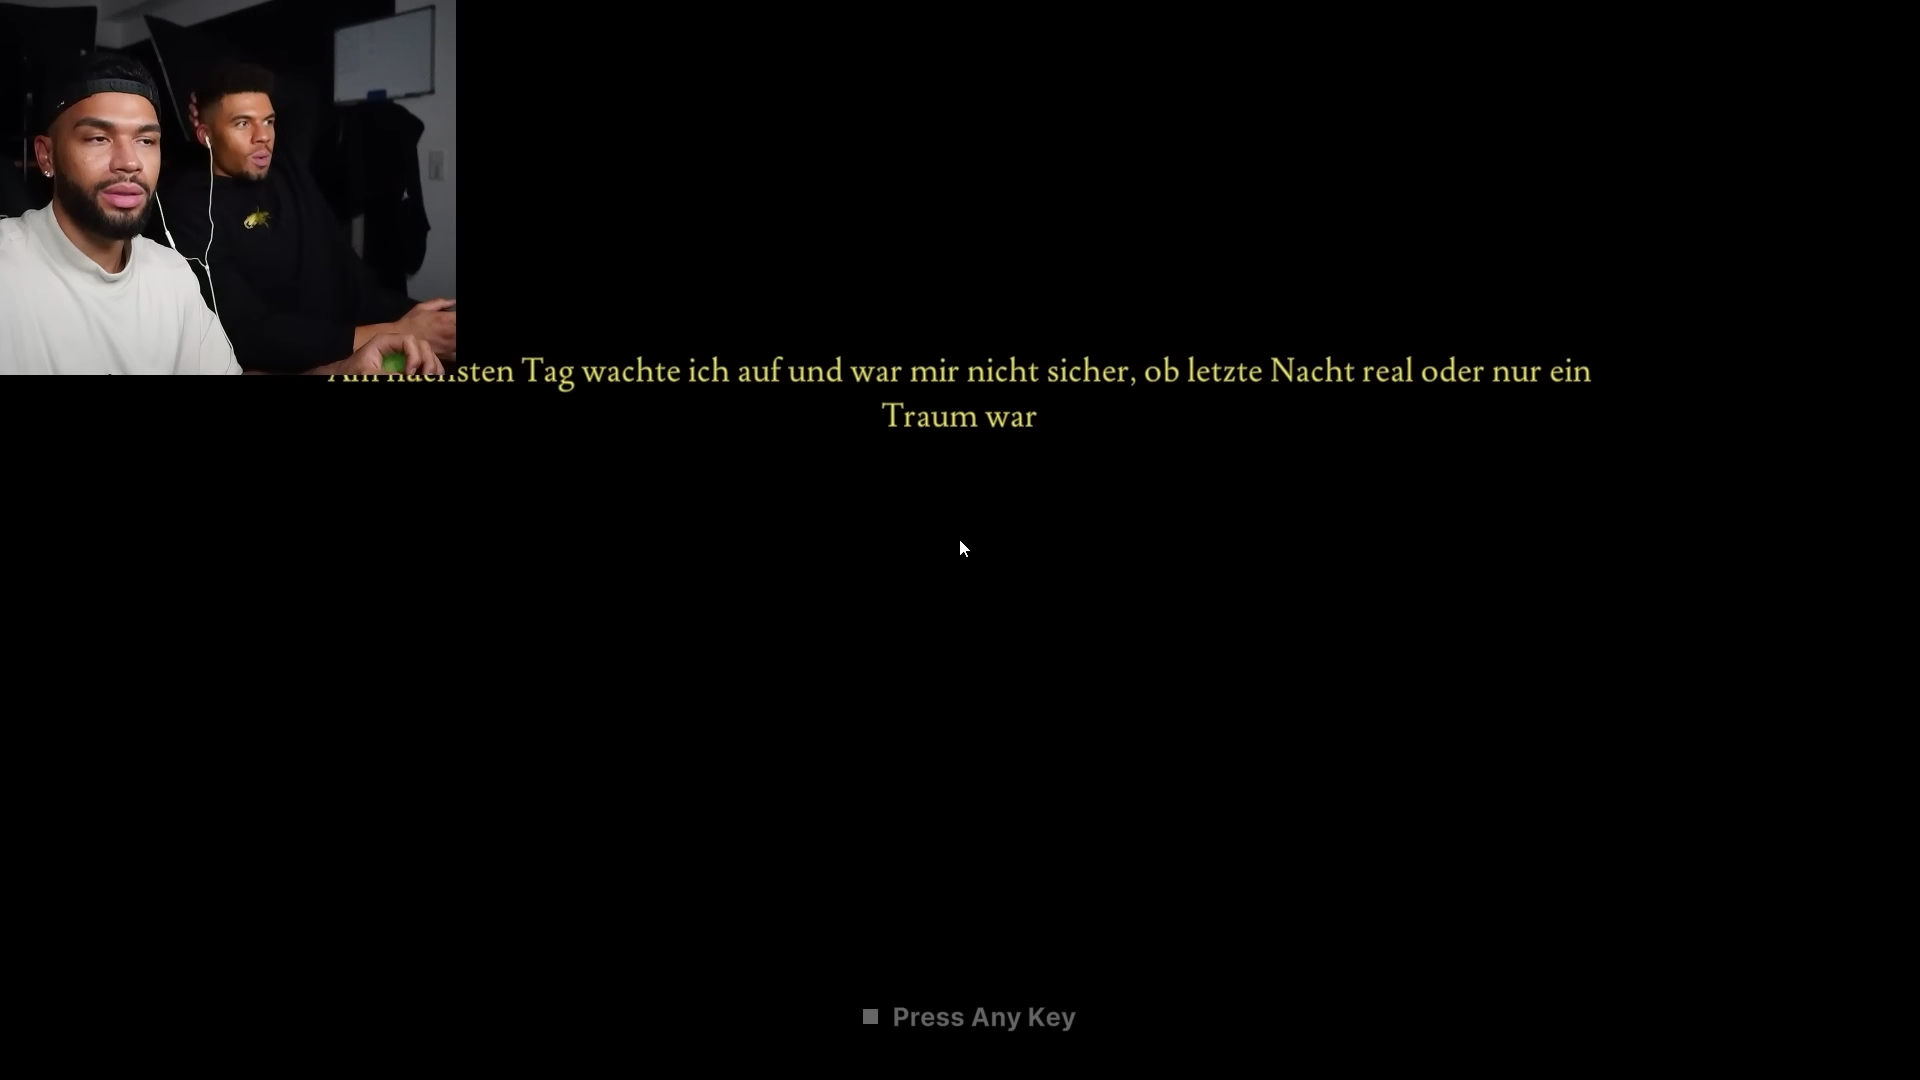 Tag wachte ich auf und war mir nicht sicher, ob letzte Nacht real oder nur ein
Traum war
Press Any Key